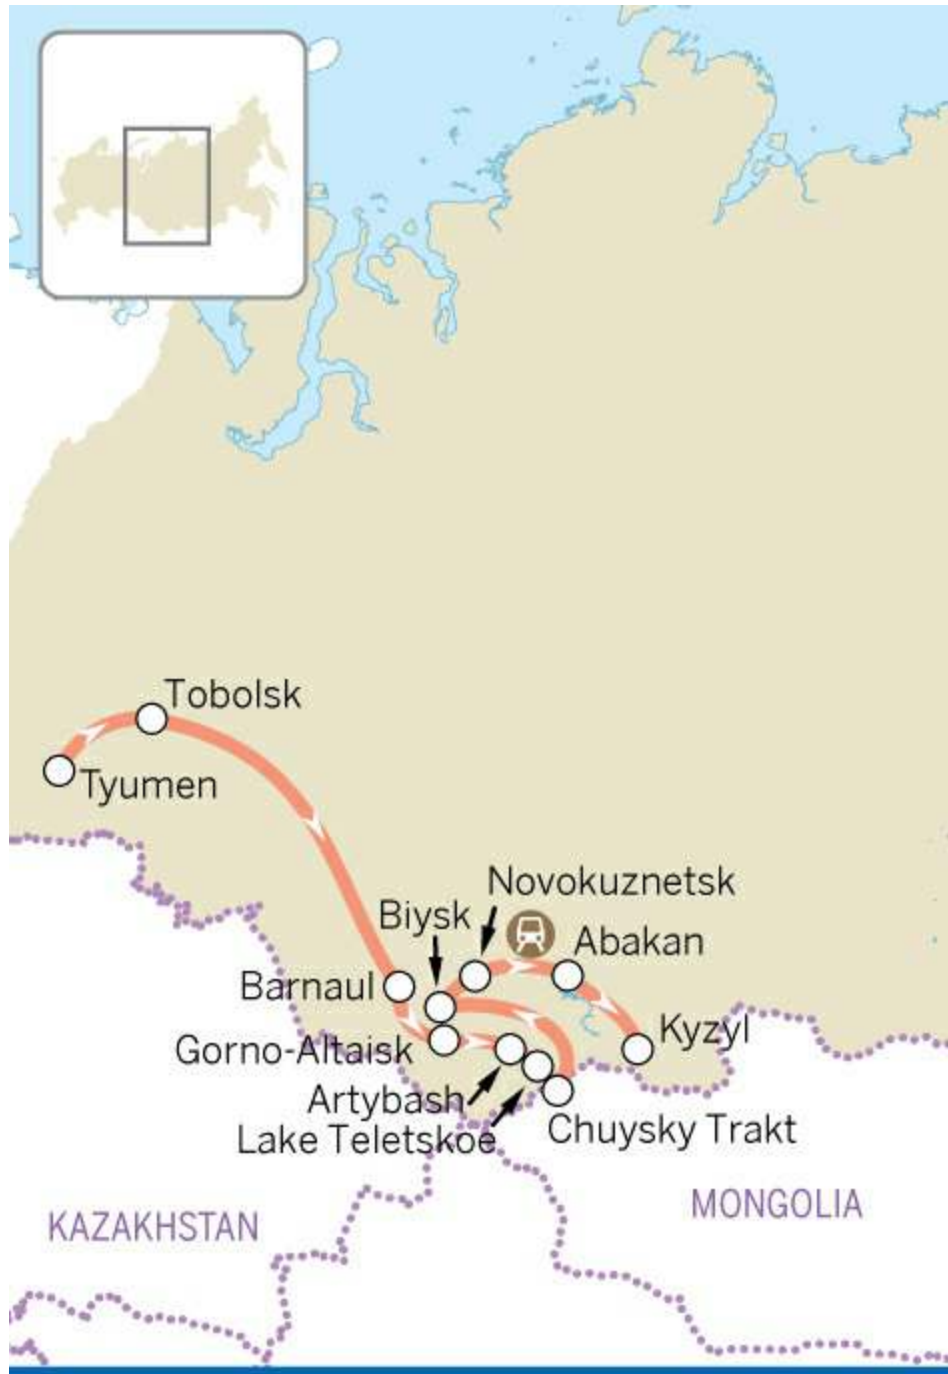 Tobolsk
Tyumen
Novokuznetsk
Biysk
Abakan
Barnaul
Kyzyl
Gorno-Altaisk
Artybash
Lake Teletskoe
Chuysky Trakt
MONGOLIA
KAZAKHSTAN